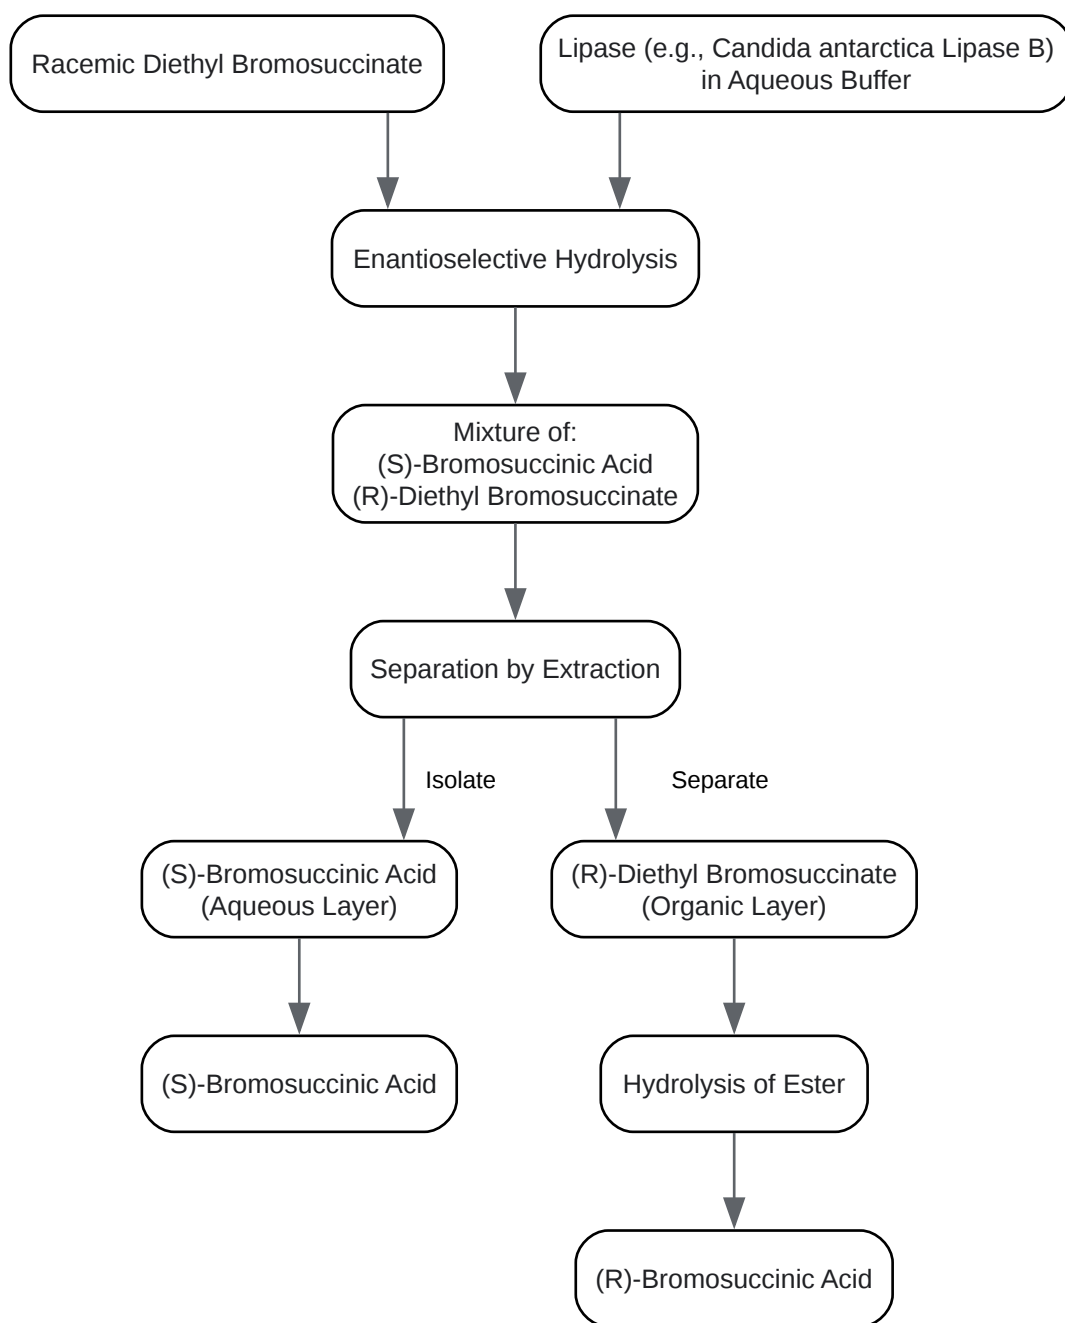 Racemic Diethyl Bromosuccinate
Lipase (e.g., Candida antarctica Lipase B)
in Aqueous Buffer
Enantioselective Hydrolysis
Mixture of:
(S)-Bromosuccinic Acid
(R)-Diethyl Bromosuccinate
Separation by Extraction
Isolate
Separate
(S)-Bromosuccinic Acid
(Aqueous Layer)
(R)-Diethyl Bromosuccinate
(Organic Layer)
(S)-Bromosuccinic Acid
Hydrolysis of Ester
(R)-Bromosuccinic Acid